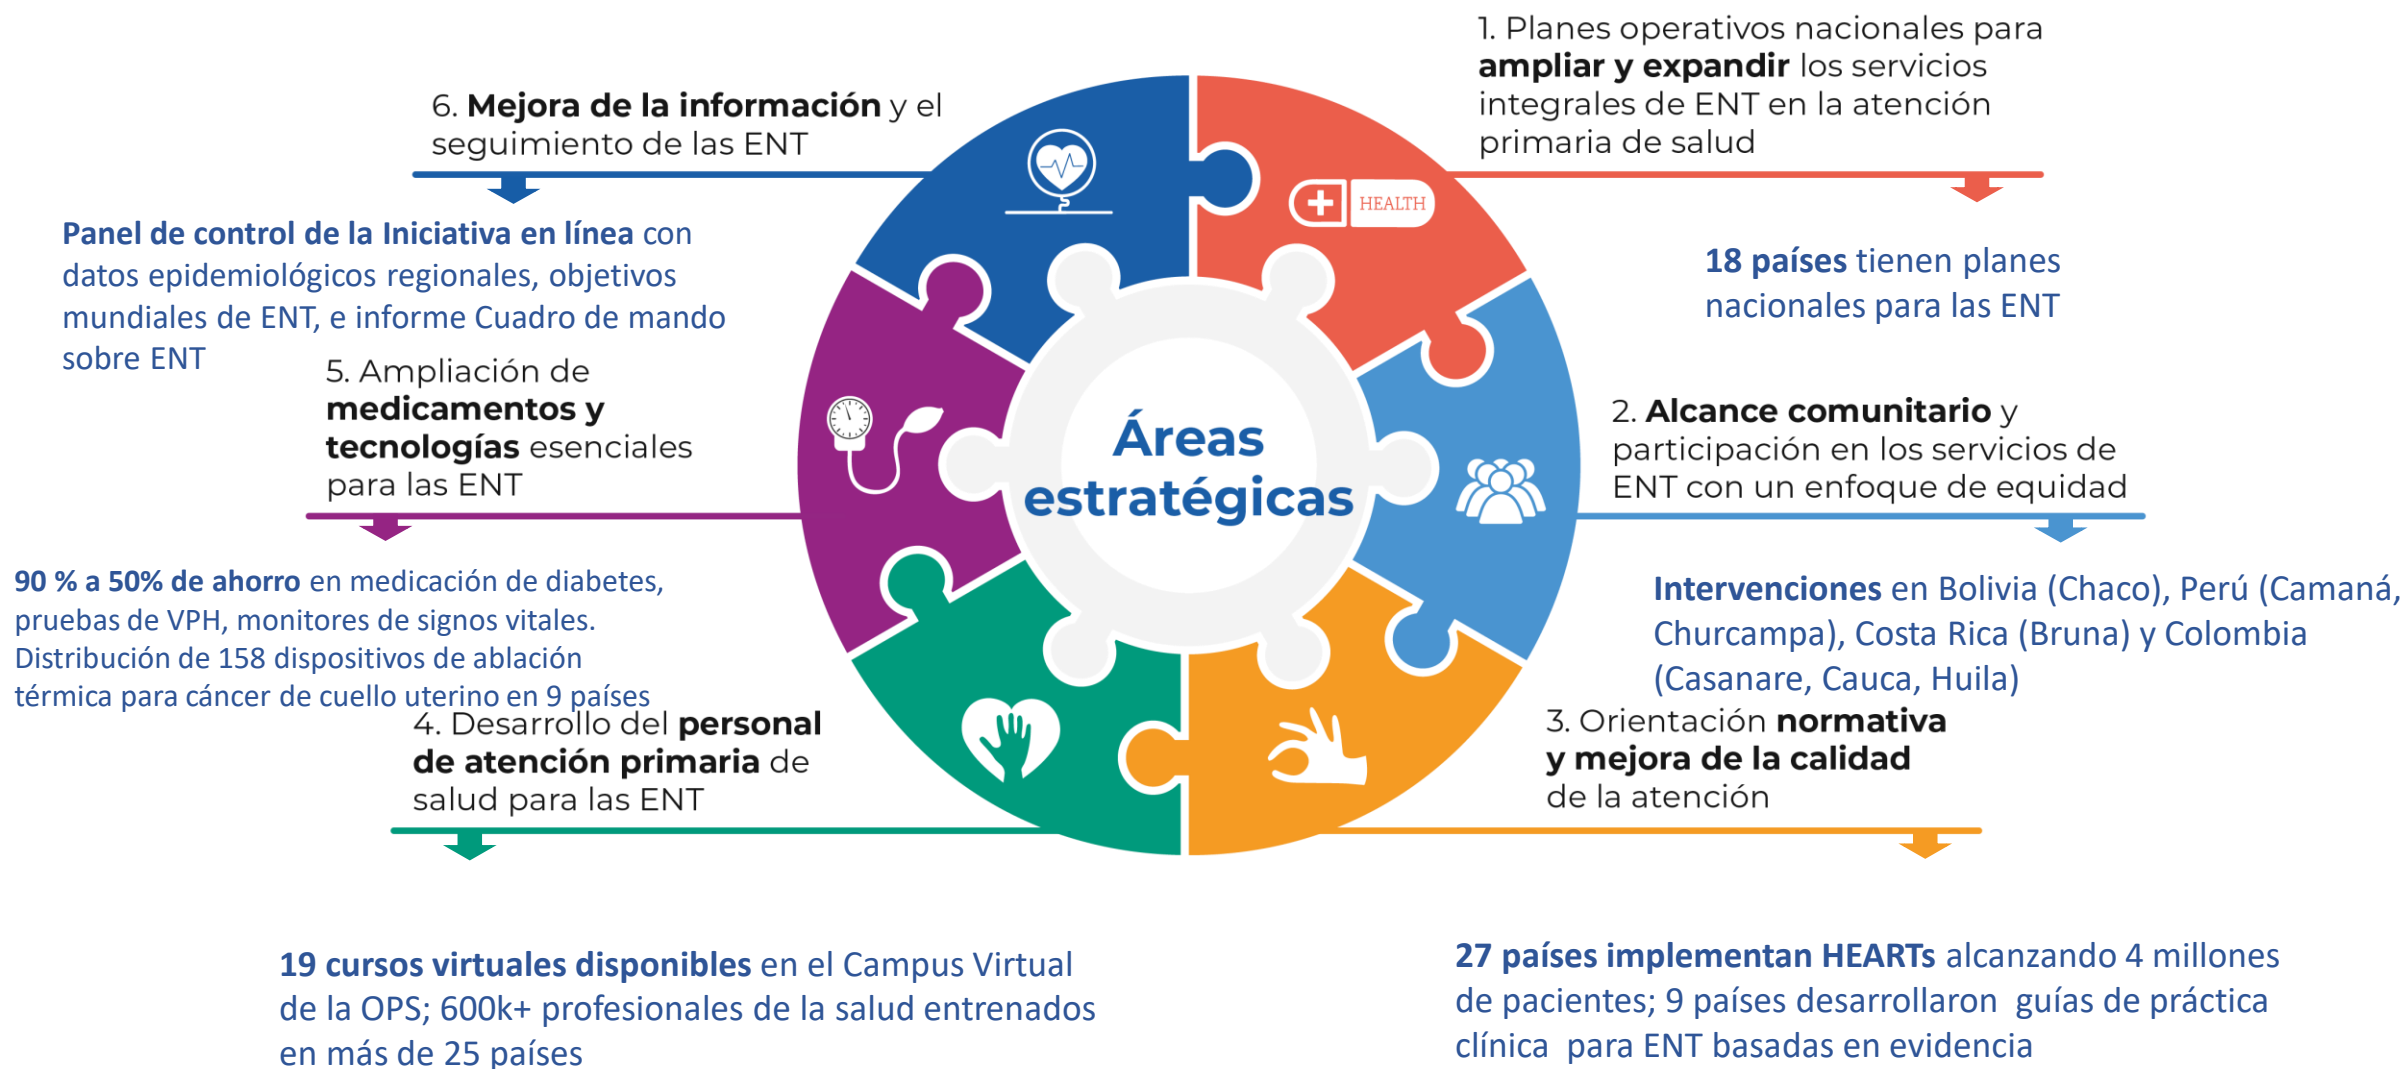 1. Planes operativos nacionales para
ampliar y expandir los servicios
integrales de ENT en la atención
primaria de salud
HEALTH
18 países tienen planes
nacionales para las ENT
2. Alcance comunitario y
participación en los servicios de
ENT con un enfoque de equidad
Intervenciones en Bolivia (Chaco), Perú (Camaná,
Churcampa), Costa Rica (Bruna) y Colombia
(Casanare, Cauca, Huila)
3. Orientación normativa
y mejora de la calidad
de la atención
27 países implementan HEARTs alcanzando 4 millones
de pacientes; 9 países desarrollaron guías de práctica
clínica para ENT basadas en evidencia
4. Desarrollo del personal
de atención primaria de
salud para las ENT
19 cursos virtuales disponibles en el Campus Virtual
de la OPS; 600k+ profesionales de la salud entrenados
en más de 25 países
5. Ampliación de
medicamentos y
tecnologías esenciales
para las ENT
90 % a 50% de ahorro en medicación de diabetes,
pruebas de VPH, monitores de signos vitales.
Distribución de 158 dispositivos de ablación
térmica para cáncer de cuello uterino en 9 países
6. Mejora de la información y el
seguimiento de las ENT
Panel de control de la Iniciativa en línea con
datos epidemiológicos regionales, objetivos
mundiales de ENT, e informe Cuadro de mando
sobre ENT
Áreas
estratégicas